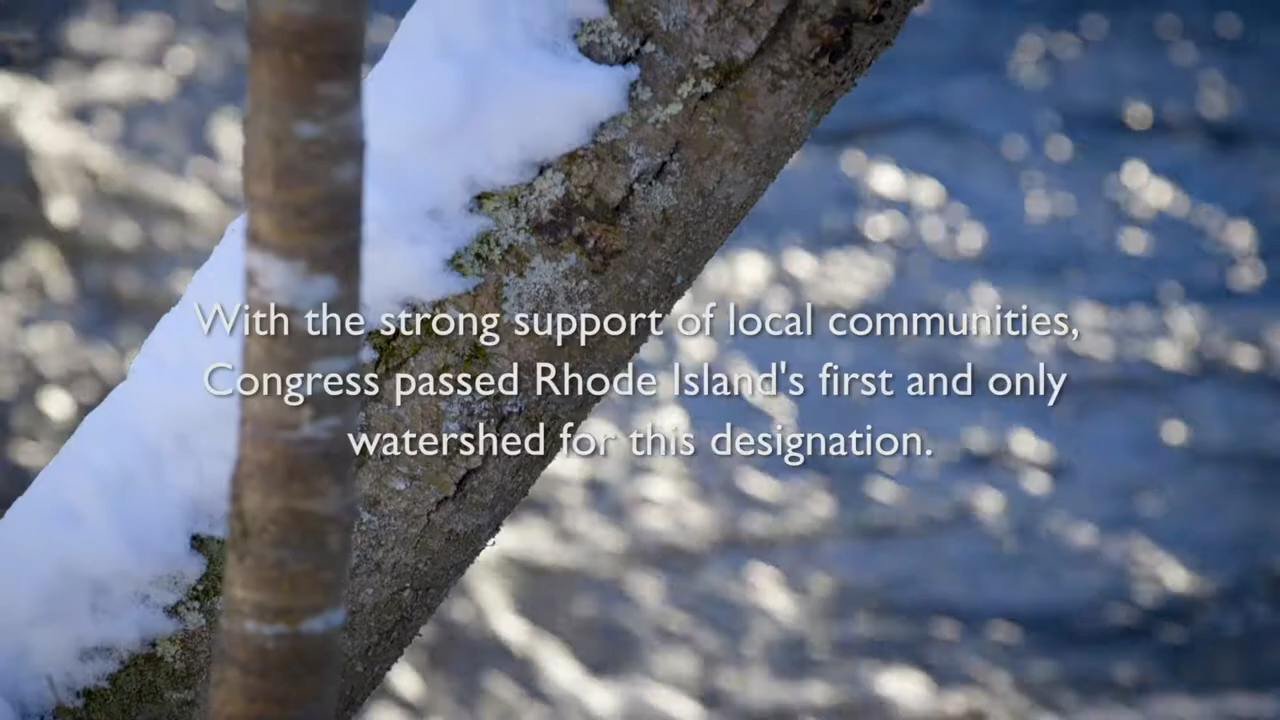 With the strong support of local communities,
Congress passed Rhode Island's first and only
watershed for this designation.